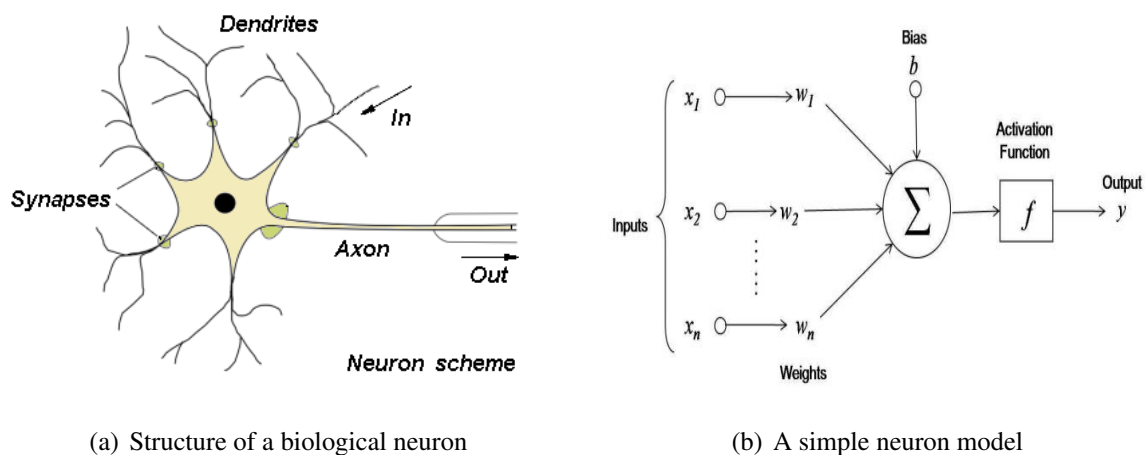 Dendrites
In
Synapses
Axon
Out
Neuron scheme
(a) Structure of a biological neuron
Bias
b
x1 w1
Activation
Function
Output
Inputs x2 w2 ∑ f y
xn wn
Weights
(b) A simple neuron model